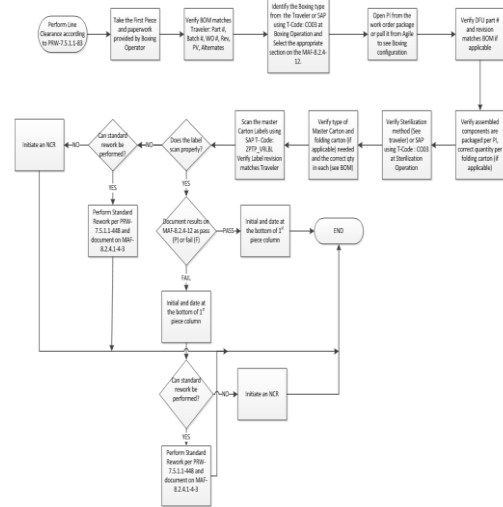 Perform Line
Clearance according
to PRW-7.5.1.1-83
Take the First Piece
and paperwork
provided by Boxing
Operator
Verify BOM matches
Traveler: Part #,
Batch #, WO #, Rev,
PV, Alternates
Identify the Boxing type
from the Traveler or SAP
using T-Code: CO03 at
Boxing Operation and
Select the appropriate
section on the MAF-8.2.4-
12.
Open PI from the
work order package or
pull it from Agile to
see Boxing
configuration
Verify DFU part #
and revision
matches BOM if
applicable
Verify assembled
components are
packaged per PI,
correct quantity per
folding carton (if
applicable)
Verify Sterilization
method (See
traveler) or SAP
using T-Code : CO03
at Sterilization
Operation
Verify type of
Master Carton and
folding carton (if
applicable) needed
and the correct qty
in each (see BOM)
Scan the master
Carton Labels using
SAP T-Code:
ZPTP_VRLBL
Verify Label revision
matches Traveler
Does the label
scan properly?
NO
Can standard
rework be
performed?
NO
Initiate an NCR
YES
Perform Standard
Rework per PRW-
7.5.1.1-448 and
document on MAF-
8.2.4.1-4-3
YES
Document results on
MAF-8.2.4-12 as pass
(P) or fail (F)
PASS
Initial and date at
the bottom of 1st
piece column
END
FAIL
Initial and date at
the bottom of 1st
piece column
Can standard
rework be
performed?
NO
Initiate an NCR
YES
Perform Standard
Rework per PRW-
7.5.1.1-448 and
document on MAF-
8.2.4.1-4-3